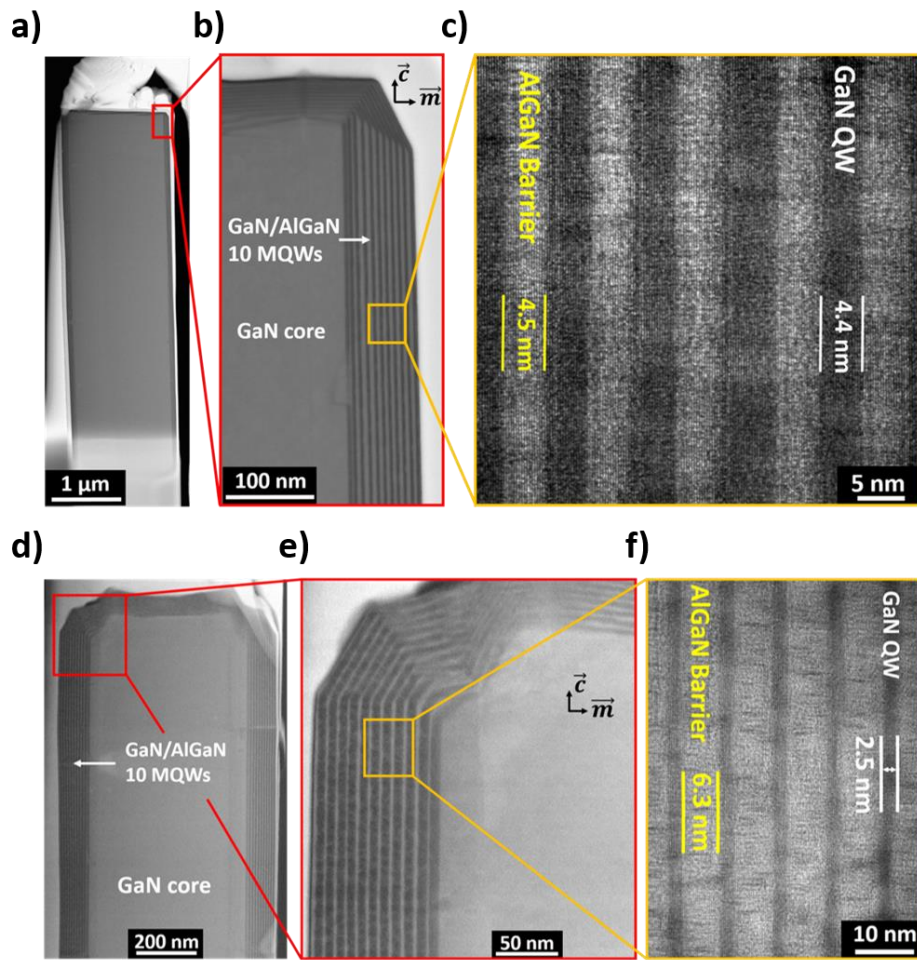 a)
b)
c)
c
m
GaN/AlGaN
10 MQWs
GaN core
1 μm
100 nm
AlGaN Barrier
4.5 nm
GaN QW
4.4 nm
5 nm
d)
e)
f)
GaN/AlGaN
10 MQWs
GaN core
200 nm
c
m
50 nm
AlGaN Barrier
6.3 nm
GaN QW
2.5 nm
10 nm